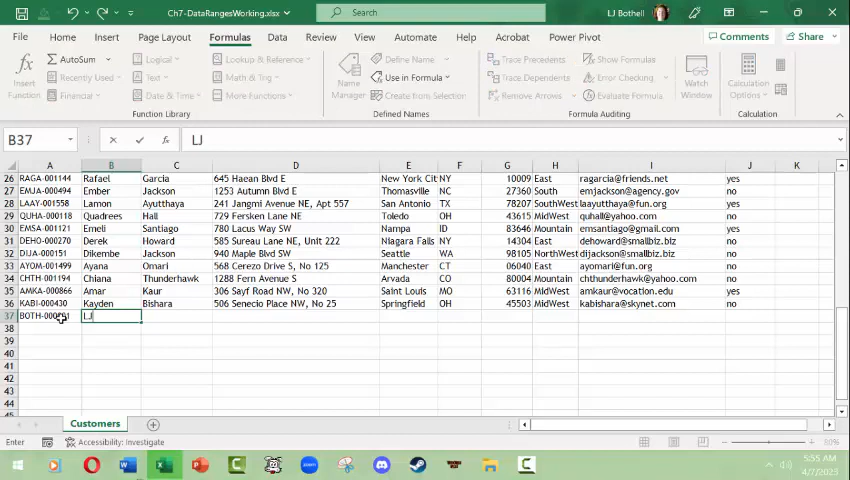 Ch7-DataRangesWorking.xlsx
Search
LJ Bothell
File Home Insert Page Layout Formulas Data Review View Automate Help Acrobat Power Pivot Comments Share
Insert Function
AutoSum
Recently Used
Financial
Logical
Text
Date & Time
Lookup & Reference
Math & Trig
More Functions
Function Library
Name Manager
Define Name
Use in Formula
Create from Selection
Defined Names
Trace Precedents
Trace Dependents
Remove Arrows
Show Formulas
Error Checking
Evaluate Formula
Formula Auditing
Watch Window
Calculation Options
Calculation
B37 LJ
A B C D E F G H I J K L
26 RAGA-001144 Rafael Garcia 645 Haean Blvd E New York City NY 10009 East ragarcia@friends.net yes
27 EMJA-000494 Ember Jackson 1253 Autumn Blvd E Thomasville NC 27360 South emjackson@agency.gov no
28 LAAY-001558 Lamon Ayutthaya 241 Jangmi Avenue NE, Apt 557 San Antonio TX 78207 SouthWest laayutthaya@fun.org yes
29 QUHA-000118 Quadrees Hall 729 Fersken Lane NE Toledo OH 43615 MidWest quhall@yahoo.com no
30 EMSA-001121 Emeli Santiago 780 Lacus Way SW Nampa ID 83646 Mountain emsantiago@gmail.com no
31 DEHO-000270 Derek Howard 585 Sureau Lane NE, Unit 222 Niagara Falls NY 14304 East dehoward@smallbiz.biz no
32 DIJA-000151 Dikembe Jackson 940 Maple Blvd SW Seattle WA 98105 NorthWest dijackson@smallbiz.biz no
33 AYOM-001499 Ayana Omari 568 Cerezo Drive S, No 125 Manchester CT 06040 East ayomari@fun.org no
34 CHTH-001194 Chiana Thunderhawk 1288 Fern Avenue S Arvada CO 80004 Mountain chthunderhawk@yahoo.com no
35 AMKA-000866 Amar Kaur 306 Sayf Road NW, No 320 Saint Louis MO 63116 MidWest amkaur@vocation.edu yes
36 KABI-000430 Kayden Bishara 506 Senecio Place NW, No 25 Springfield OH 45503 MidWest kabishara@skynet.com no
37 LJ
38
39
40
41
42
43
44
Customers
Enter Accessibility: Investigate 80%
5:55 AM
4/7/2023